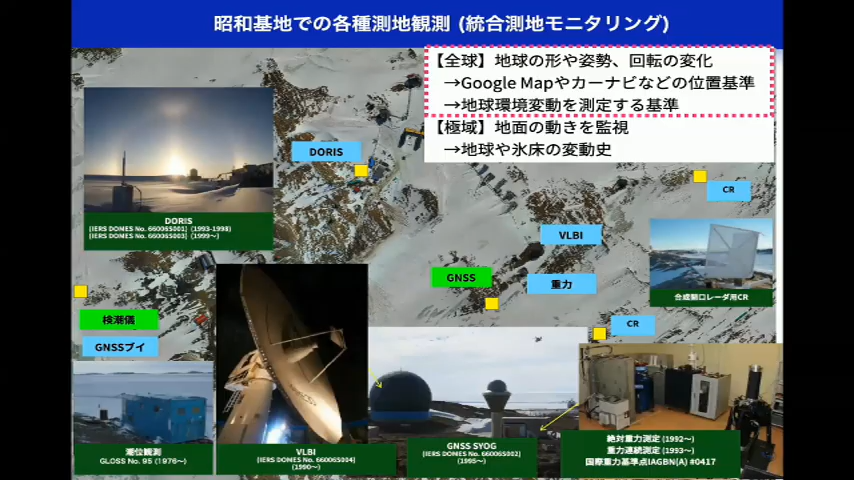 昭和基地での各種測地観測 (統合測地モニタリング)
【全球】地球の形や姿勢、回転の変化
→Google Mapやカーナビなどの位置基準
→地球環境変動を測定する基準
【極域】地面の動きを監視
→地球や氷床の変動史
DORIS
CR
DORIS
(IERS DOMES No. 66006S001) (1993-1998)
(IERS DOMES No. 66006S003) (1999〜)
VLBI
GNSS
重力
合成開口レーダ用CR
検潮儀
CR
GNSSブイ
潮位観測
GLOSS No. 95 (1976〜)
VLBI
(IERS DOMES No. 66006S004)
(1990〜)
GNSS SYOG
(IERS DOMES No. 66006S002)
(1995〜)
絶対重力測定 (1992〜)
重力連続測定 (1993〜)
国際重力基準点IAGBN(A) #0417